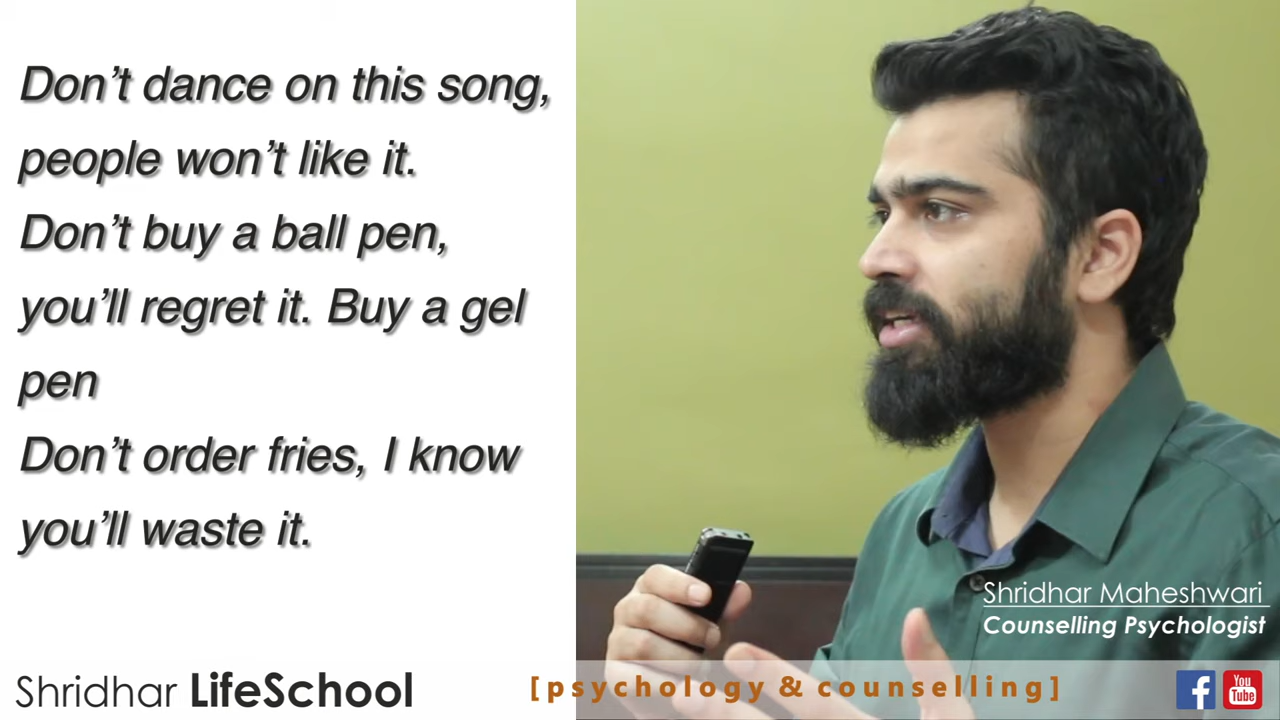 Don't dance on this song,
people won't like it.
Don't buy a ball pen,
you'll regret it. Buy a gel
pen
Don't order fries, I know
you'll waste it.
Shridhar Maheshwari
Counselling Psychologist
Shridhar LifeSchool
[psychology & counselling]
f
You
Tube